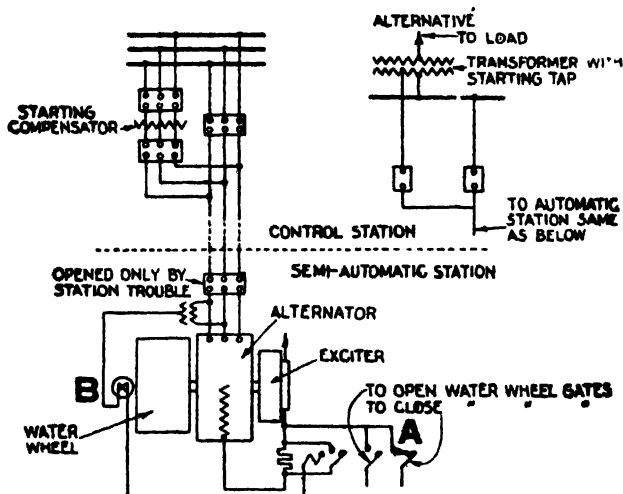 ALTERNATIVE
TO LOAD
TRANSFORMER WITH
STARTING TAP
STARTING
COMPENSATOR
TO AUTOMATIC
STATION SAME
AS BELOW
CONTROL STATION
SEMI-AUTOMATIC STATION
OPENED ONLY BY
STATION TROUBLE
ALTERNATOR
EXCITER
B
TO OPEN WATER WHEEL GATES
TO CLOSE " " "
A
WATER
WHEEL